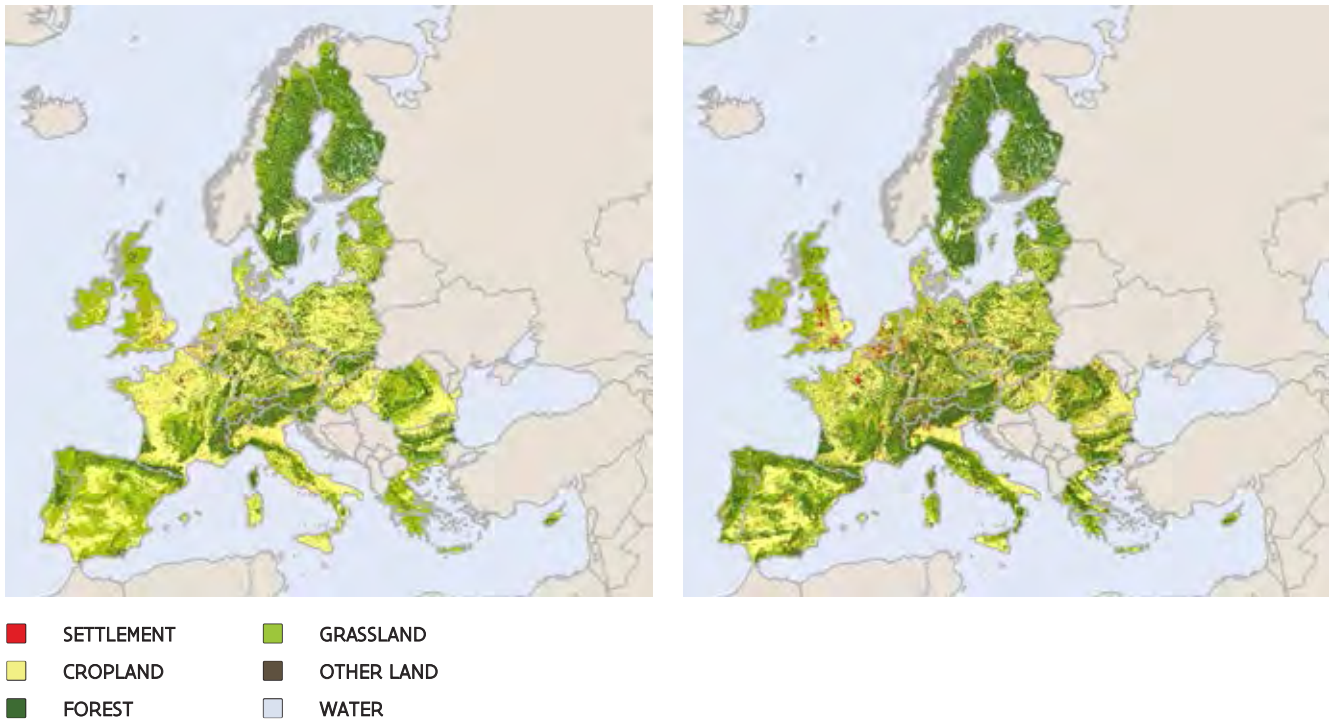 SETTLEMENT
CROPLAND
FOREST
GRASSLAND
OTHER LAND
WATER